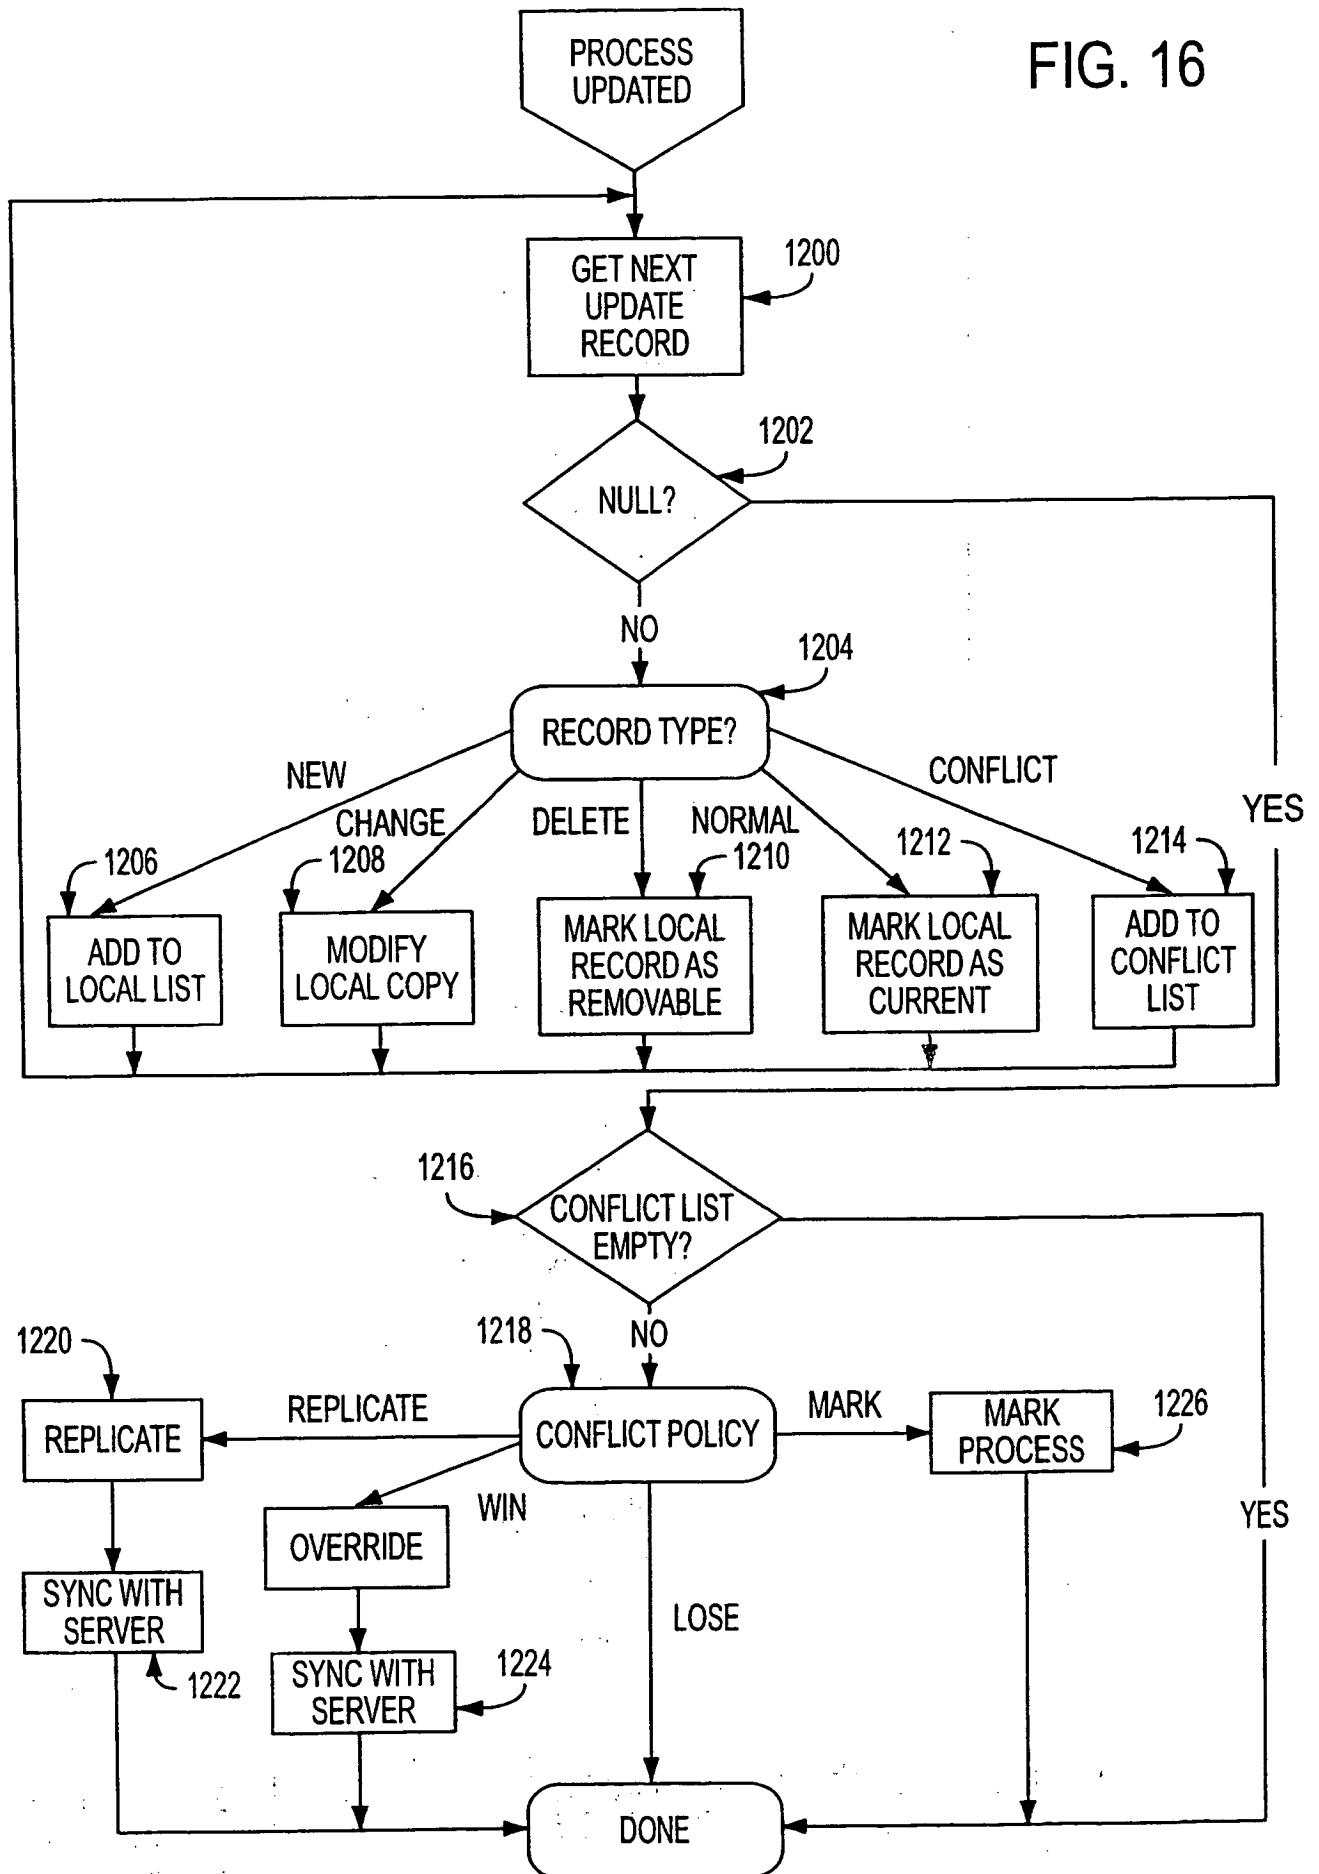 PROCESS
UPDATED
FIG. 16
GET NEXT
UPDATE
RECORD
1200
1202
NULL?
NO
YES
1204
RECORD TYPE?
NEW
CHANGE
DELETE
NORMAL
CONFLICT
1206
1208
1210
1212
1214
ADD TO
LOCAL LIST
MODIFY
LOCAL COPY
MARK LOCAL
RECORD AS
REMOVABLE
MARK LOCAL
RECORD AS
CURRENT
ADD TO
CONFLICT
LIST
1216
CONFLICT LIST
EMPTY?
NO
YES
1218
CONFLICT POLICY
1220
REPLICATE
REPLICATE
MARK
MARK
PROCESS
1226
WIN
OVERRIDE
LOSE
SYNC WITH
SERVER
1222
SYNC WITH
SERVER
1224
DONE